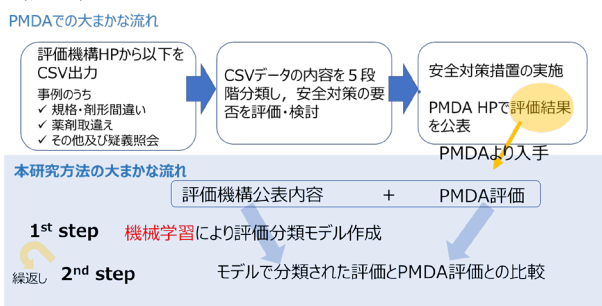 PMDAでの大まかな流れ
評価機構HPから以下を
CSV出力
事例のうち
✓ 規格・剤形間違い
✓ 薬剤取違え
✓ その他及び疑義照会
CSVデータの内容を５段
階分類し，安全対策の要
否を評価・検討
安全対策措置の実施
PMDA HPで評価結果
を公表
PMDAより入手
本研究方法の大まかな流れ
評価機構公表内容 + PMDA評価
1st step 機械学習により評価分類モデル作成
繰返し
2nd step モデルで分類された評価とPMDA評価との比較